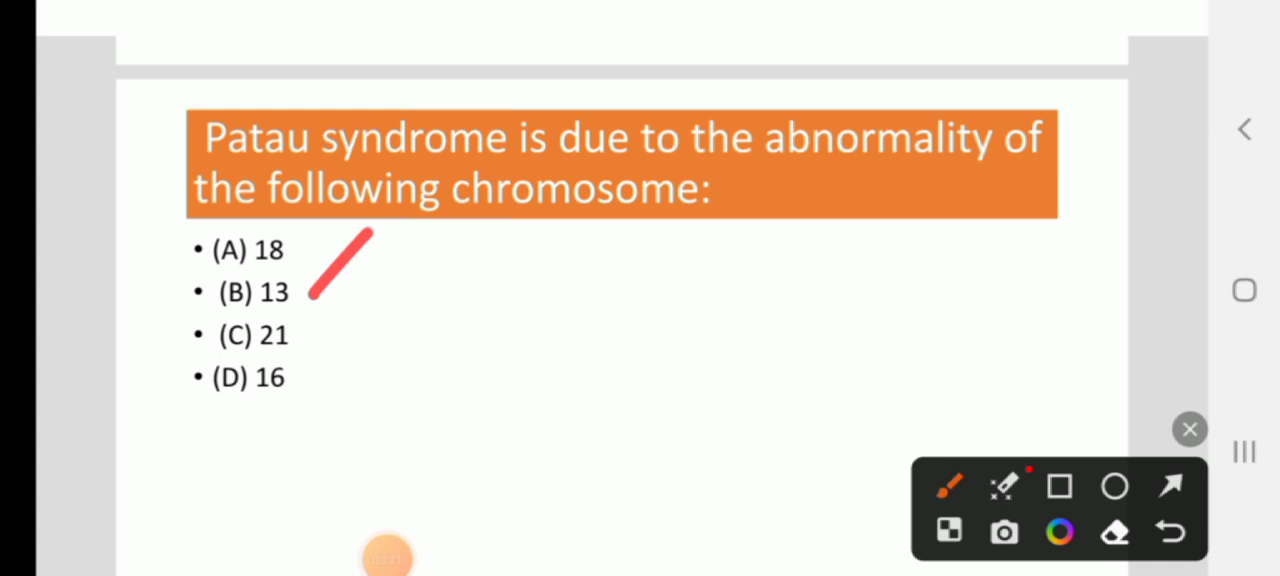 Patau syndrome is due to the abnormality of
the following chromosome:
• (A) 18
• (B) 13
• (C) 21
• (D) 16